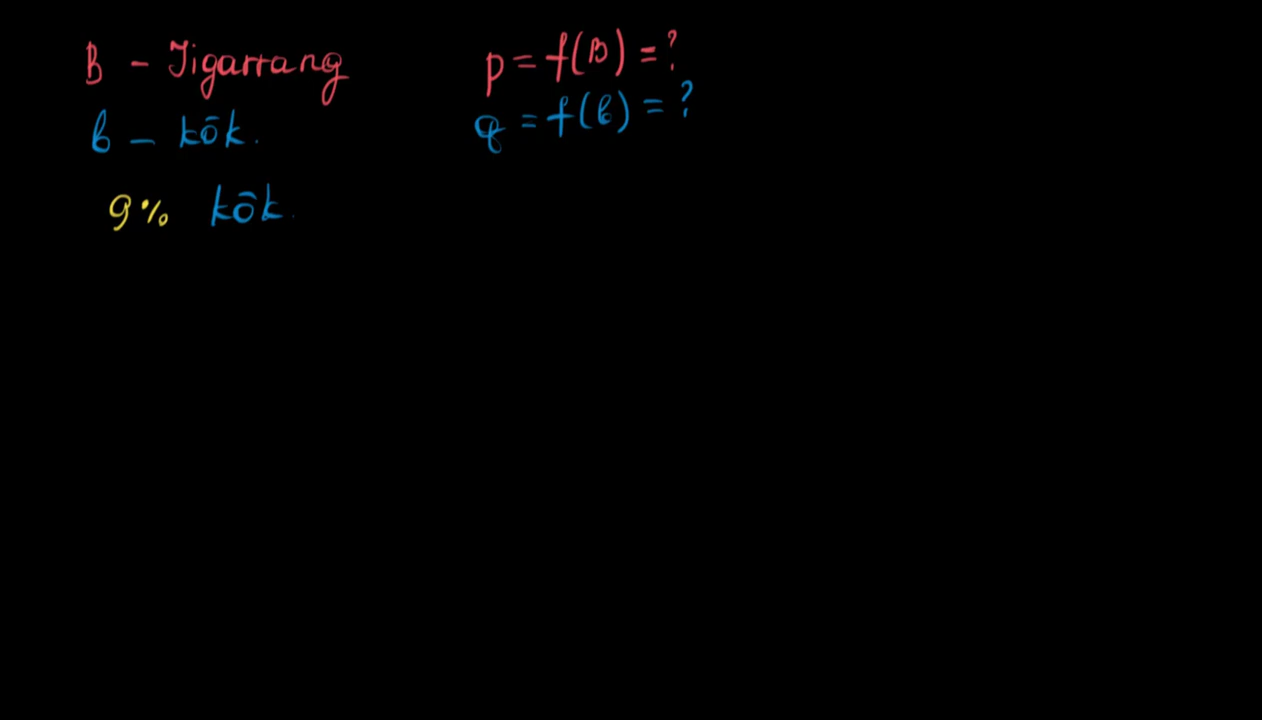 B - Jigarrang
b - kōk.
9% kōk.
p = f(B) = ?
q = f(b) = ?